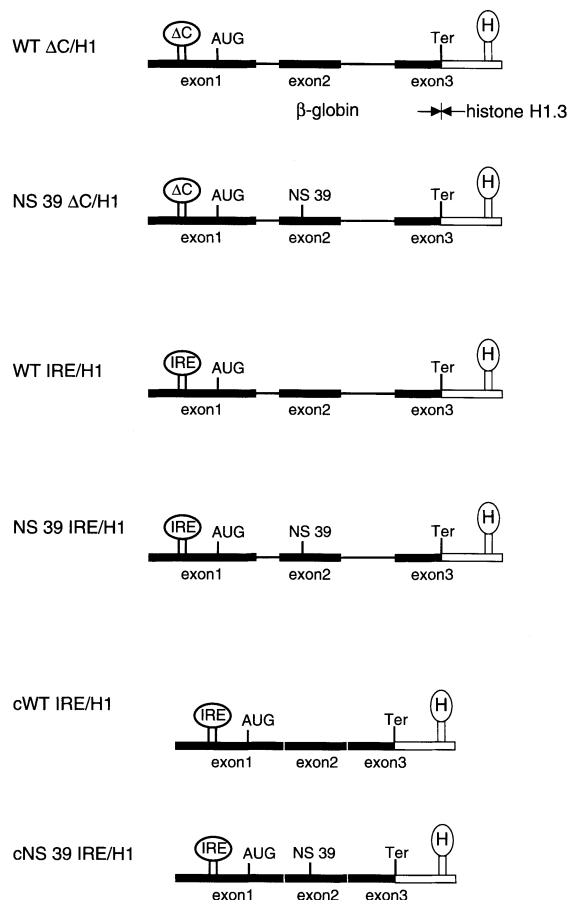 WT ΔC/H1
ΔC AUG Ter H
exon1 exon2 exon3
β-globin histone H1.3
NS 39 ΔC/H1
ΔC AUG NS 39 Ter H
exon1 exon2 exon3
WT IRE/H1
IRE AUG Ter H
exon1 exon2 exon3
NS 39 IRE/H1
IRE AUG NS 39 Ter H
exon1 exon2 exon3
cWT IRE/H1
IRE AUG Ter H
exon1 exon2 exon3
cNS 39 IRE/H1
IRE AUG NS 39 Ter H
exon1 exon2 exon3